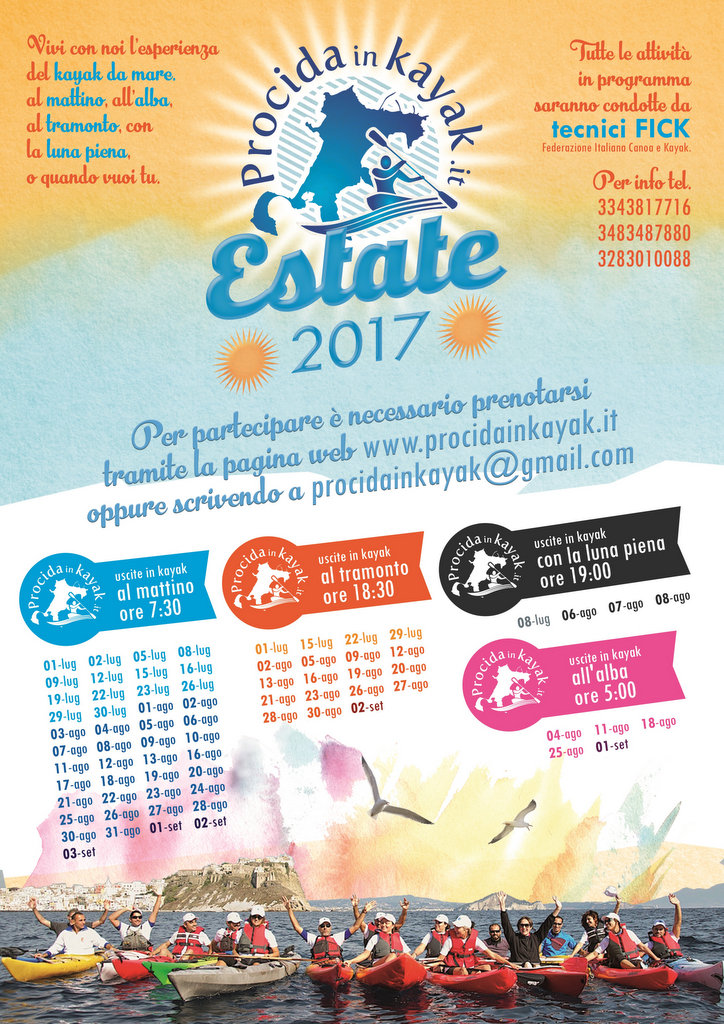 Vivi con noi l'esperienza
del kayak da mare,
al mattino, all'alba,
al tramonto, con
la luna piena,
o quando vuoi tu.
Procida in kayak.it
Estate
2017
Tutte le attività
in programma
saranno condotte da
tecnici FICK
Federazione Italiana Canoa e Kayak.
Per info tel.
3343817716
3483487880
3283010088
Per partecipare è necessario prenotarsi
tramite la pagina web www.procidainkayak.it
oppure scrivendo a procidainkayak@gmail.com
Procida in kayak.it
uscite in kayak
al mattino
ore 7:30
01-lug 02-lug 05-lug 08-lug
09-lug 12-lug 15-lug 16-lug
19-lug 22-lug 23-lug 26-lug
29-lug 30-lug 01-ago 02-ago
03-ago 04-ago 05-ago 06-ago
07-ago 08-ago 09-ago 10-ago
11-ago 12-ago 13-ago 16-ago
17-ago 18-ago 19-ago 20-ago
21-ago 22-ago 23-ago 24-ago
25-ago 26-ago 27-ago 28-ago
30-ago 31-ago 01-set 02-set
03-set
Procida in kayak.it
uscite in kayak
al tramonto
ore 18:30
01-lug 15-lug 22-lug 29-lug
02-ago 05-ago 09-ago 12-ago
13-ago 16-ago 19-ago 20-ago
21-ago 23-ago 26-ago 27-ago
28-ago 30-ago 02-set
Procida in kayak.it
uscite in kayak
con la luna piena
ore 19:00
08-lug 06-ago 07-ago 08-ago
Procida in kayak.it
uscite in kayak
all'alba
ore 5:00
04-ago 11-ago 18-ago
25-ago 01-set